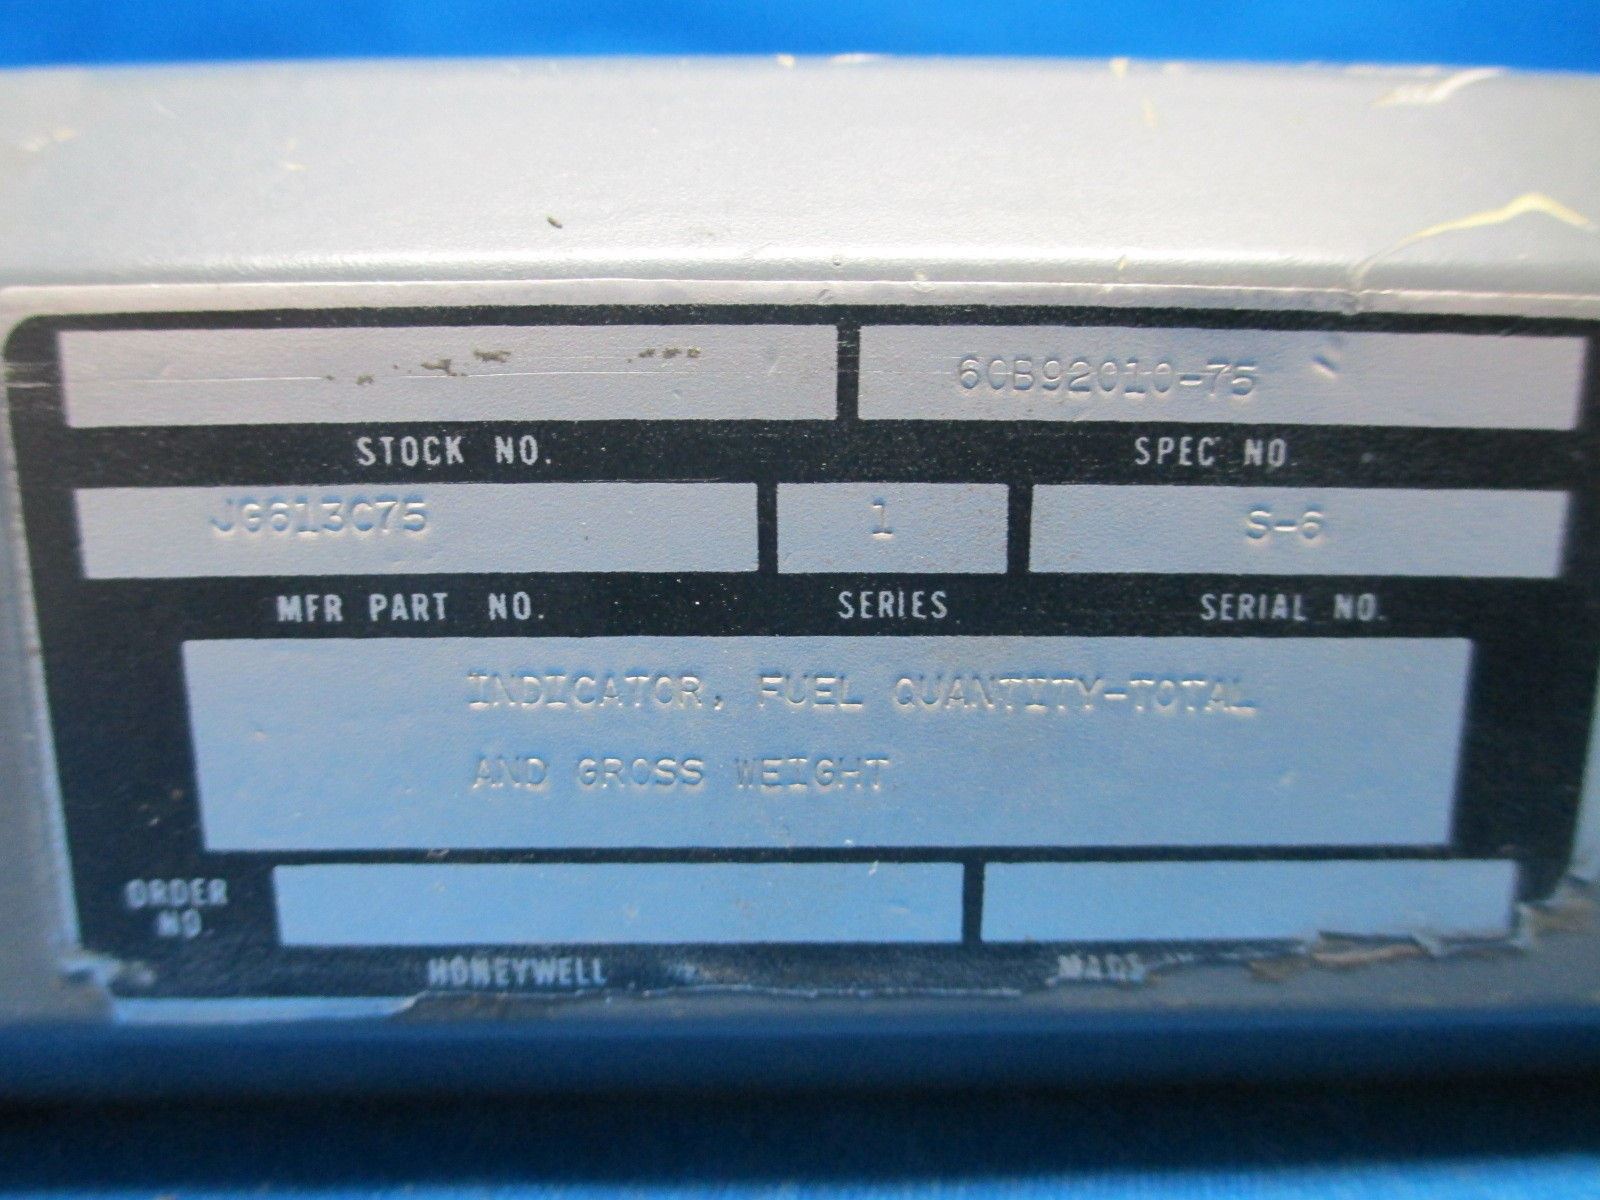 60B92010-75
STOCK NO. SPEC NO.
JG613C75 1 S-6
MFR PART NO. SERIES SERIAL NO.
INDICATOR, FUEL QUANTITY-TOTAL
AND GROSS WEIGHT
ORDER
NO.
HONEYWELL MADE